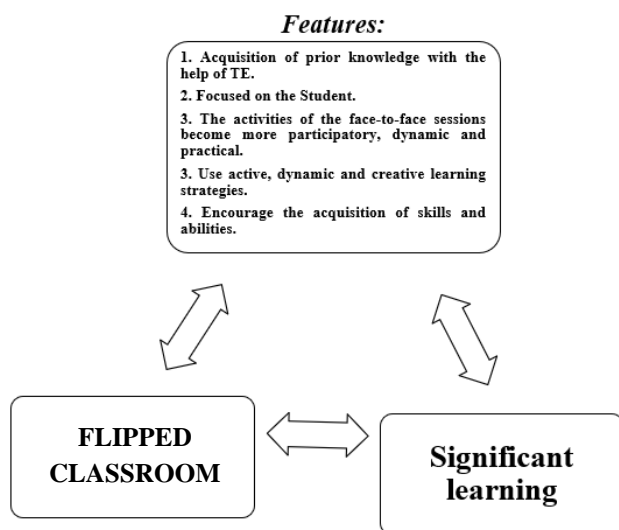 Features:
1. Acquisition of prior knowledge with the
help of TE.
2. Focused on the Student.
3. The activities of the face-to-face sessions
become more participatory, dynamic and
practical.
3. Use active, dynamic and creative learning
strategies.
4. Encourage the acquisition of skills and
abilities.
FLIPPED
CLASSROOM
Significant
learning